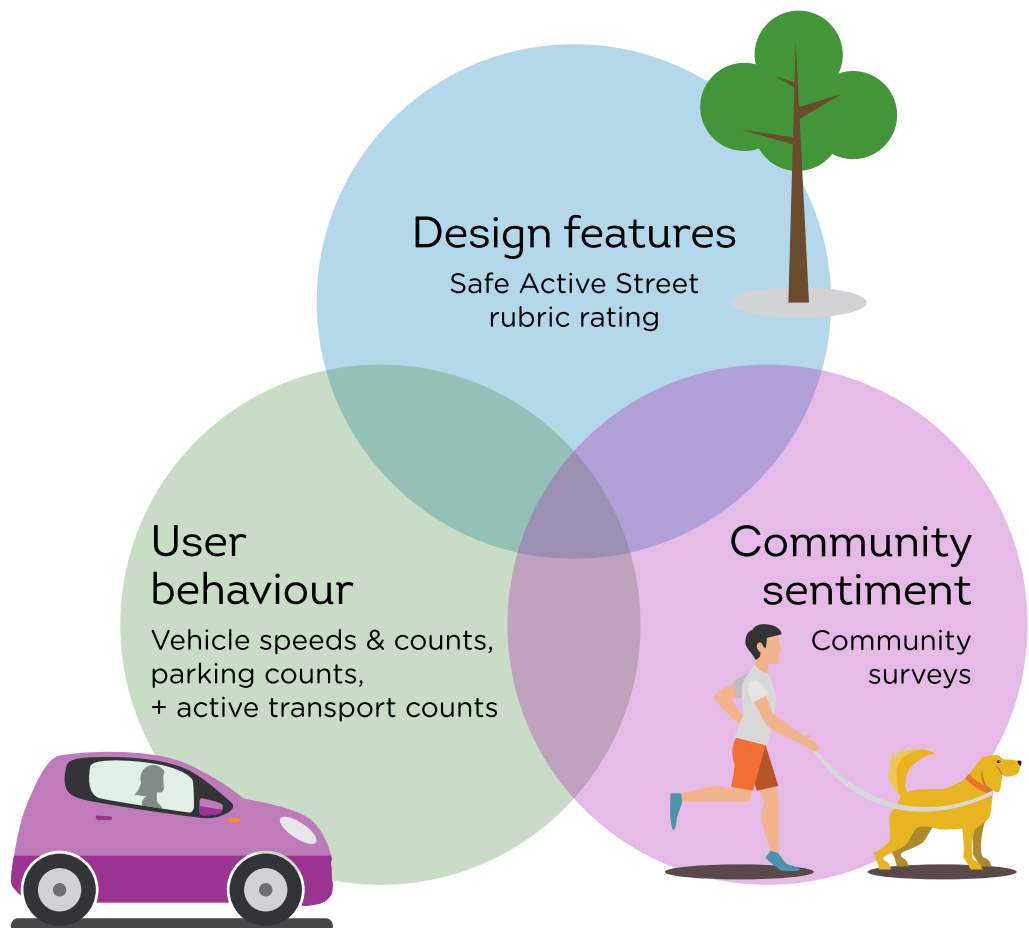 Design features
Safe Active Street
rubric rating
User
behaviour
Vehicle speeds & counts,
parking counts,
+ active transport counts
Community
sentiment
Community
surveys